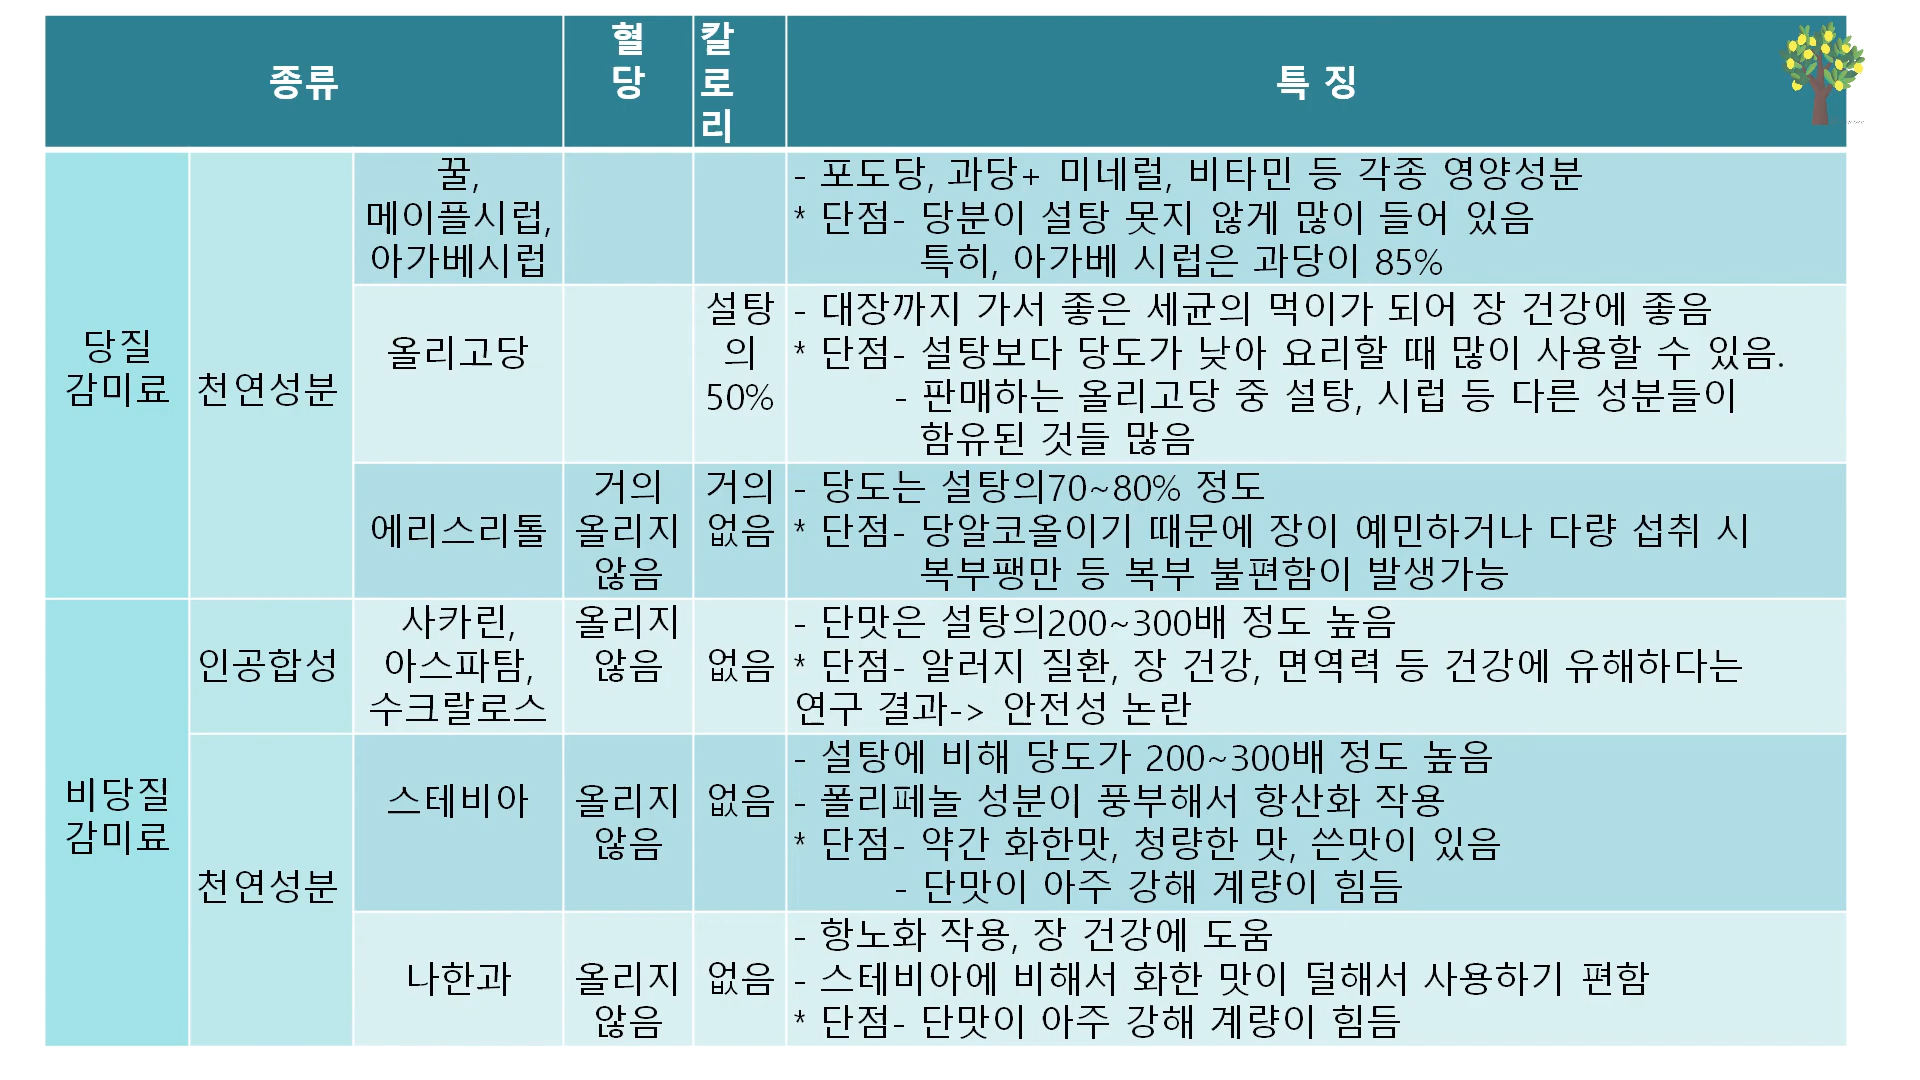 종류
혈당
칼로리
특 징
당질
감미료
천연성분
꿀,
메이플시럽,
아가베시럽
- 포도당, 과당+ 미네럴, 비타민 등 각종 영양성분
* 단점- 당분이 설탕 못지 않게 많이 들어 있음
특히, 아가베 시럽은 과당이 85%
올리고당
설탕
의
50%
- 대장까지 가서 좋은 세균의 먹이가 되어 장 건강에 좋음
* 단점- 설탕보다 당도가 낮아 요리할 때 많이 사용할 수 있음.
- 판매하는 올리고당 중 설탕, 시럽 등 다른 성분들이
함유된 것들 많음
에리스리톨
거의
올리지
않음
거의
없음
- 당도는 설탕의70~80% 정도
* 단점- 당알코올이기 때문에 장이 예민하거나 다량 섭취 시
복부팽만 등 복부 불편함이 발생가능
비당질
감미료
인공합성
사카린,
아스파탐,
수크랄로스
올리지
않음
없음
- 단맛은 설탕의200~300배 정도 높음
* 단점- 알러지 질환, 장 건강, 면역력 등 건강에 유해하다는
연구 결과-> 안전성 논란
천연성분
스테비아
올리지
않음
없음
- 설탕에 비해 당도가 200~300배 정도 높음
- 폴리페놀 성분이 풍부해서 항산화 작용
* 단점- 약간 화한맛, 청량한 맛, 쓴맛이 있음
- 단맛이 아주 강해 계량이 힘듬
나한과
올리지
않음
없음
- 항노화 작용, 장 건강에 도움
- 스테비아에 비해서 화한 맛이 덜해서 사용하기 편함
* 단점- 단맛이 아주 강해 계량이 힘듬